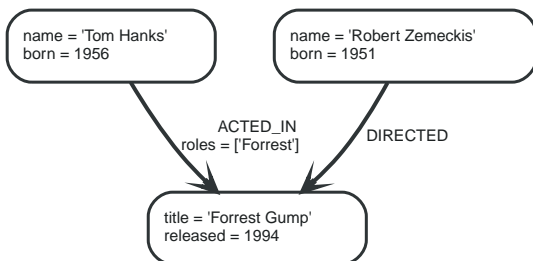 name = 'Tom Hanks'
born = 1956
name = 'Robert Zemeckis'
born = 1951
ACTED_IN
roles = ['Forrest']
DIRECTED
title = 'Forrest Gump'
released = 1994